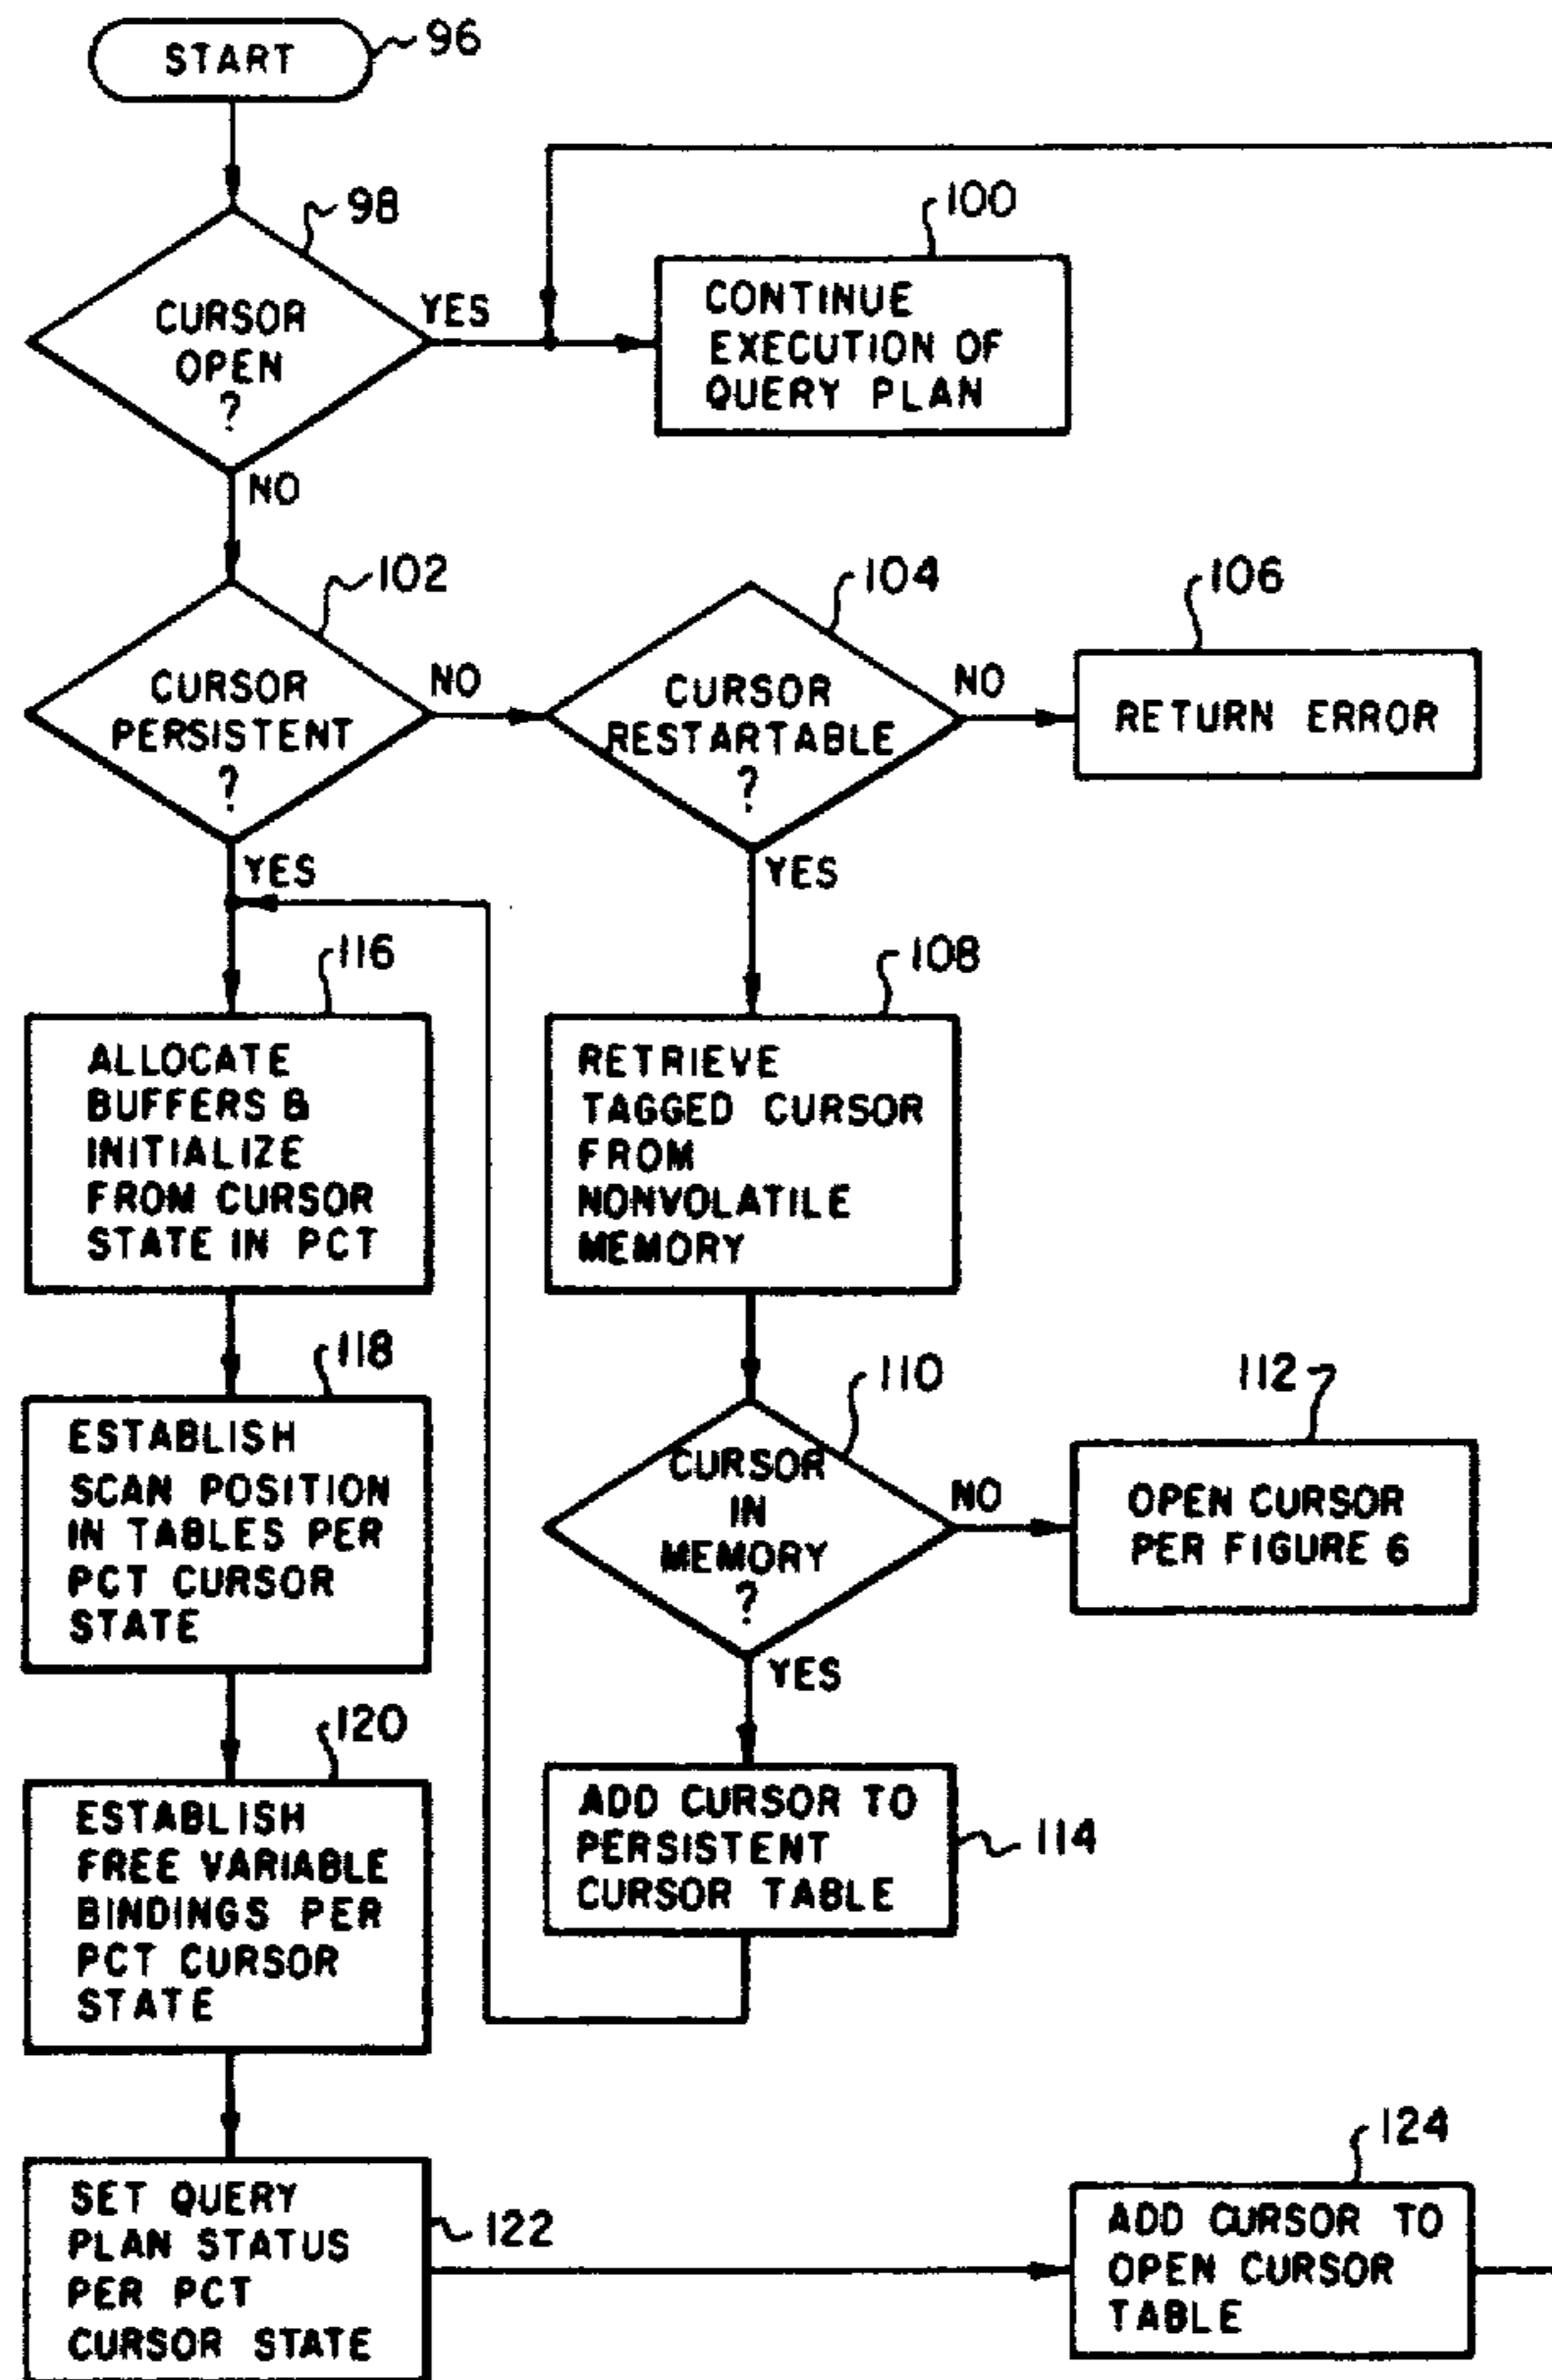 START
96
98
CURSOR
OPEN
?
YES
NO
100
CONTINUE
EXECUTION OF
QUERY PLAN
102
CURSOR
PERSISTENT
?
NO
YES
104
CURSOR
RESTARTABLE
?
NO
YES
106
RETURN ERROR
116
ALLOCATE
BUFFERS &
INITIALIZE
FROM CURSOR
STATE IN PCT
108
RETRIEVE
TAGGED CURSOR
FROM
NONVOLATILE
MEMORY
118
ESTABLISH
SCAN POSITION
IN TABLES PER
PCT CURSOR
STATE
110
CURSOR
IN
MEMORY
?
NO
YES
112
OPEN CURSOR
PER FIGURE 6
120
ESTABLISH
FREE VARIABLE
BINDINGS PER
PCT CURSOR
STATE
ADD CURSOR TO
PERSISTENT
CURSOR TABLE
114
SET QUERY
PLAN STATUS
PER PCT
CURSOR STATE
122
124
ADD CURSOR TO
OPEN CURSOR
TABLE